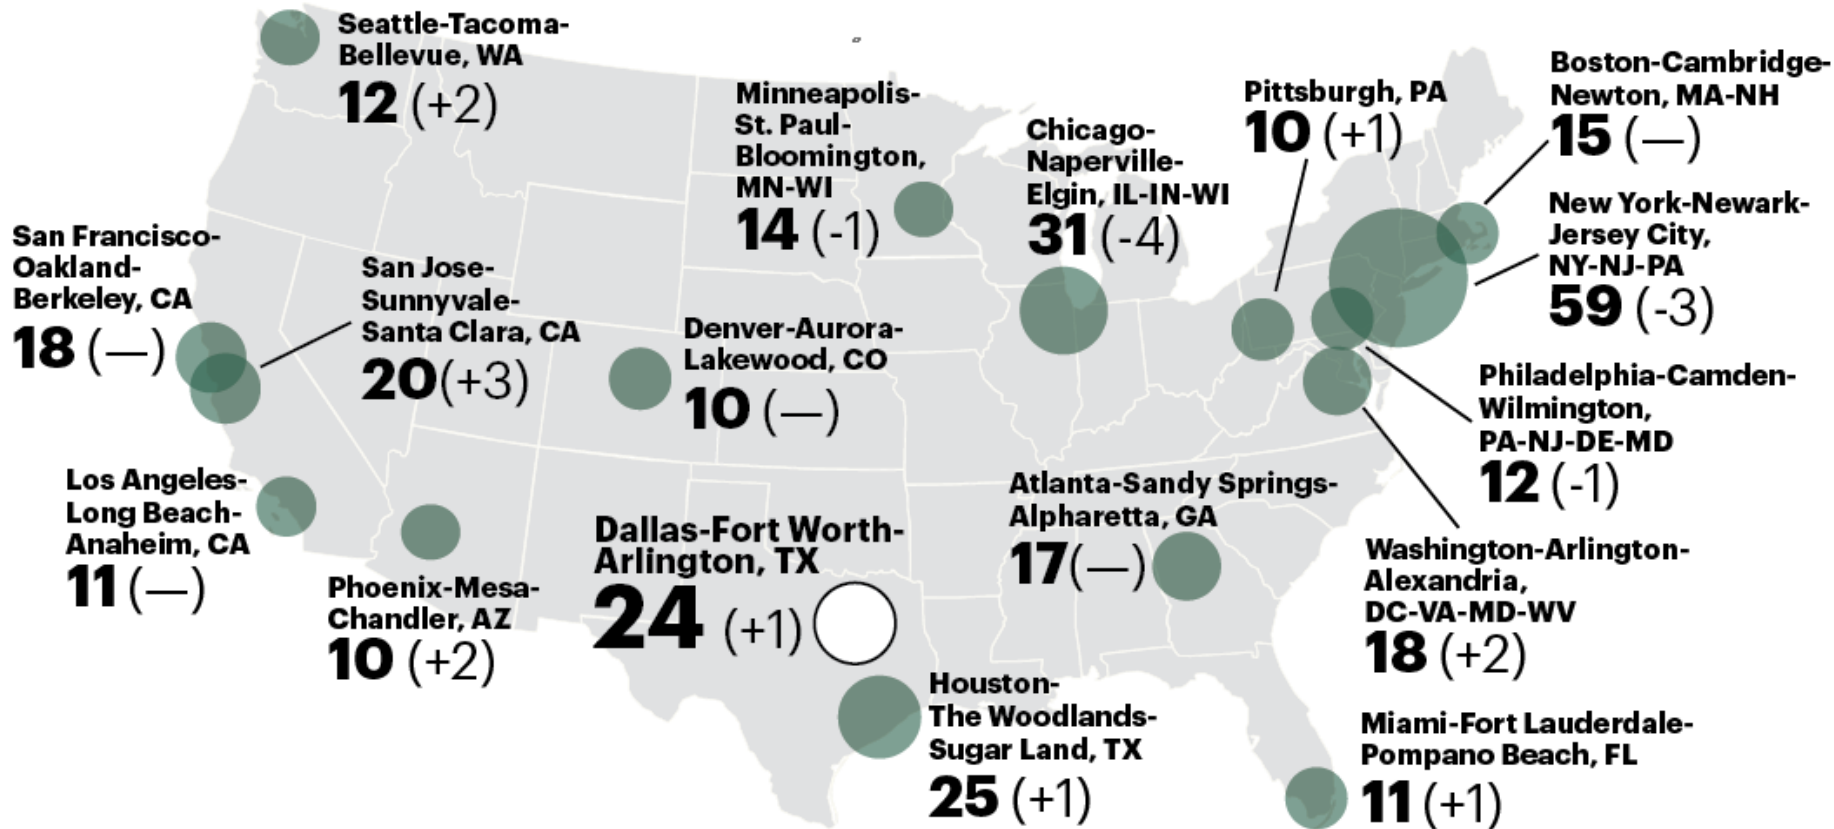 Seattle-Tacoma-
Bellevue, WA
12 (+2)
Minneapolis-
St. Paul-
Bloomington,
MN-WI
14 (-1)
Chicago-
Naperville-
Elgin, IL-IN-WI
31 (-4)
Pittsburgh, PA
10 (+1)
Boston-Cambridge-
Newton, MA-NH
15 (—)
New York-Newark-
Jersey City,
NY-NJ-PA
59 (-3)
San Francisco-
Oakland-
Berkeley, CA
18 (—)
San Jose-
Sunnyvale-
Santa Clara, CA
20(+3)
Denver-Aurora-
Lakewood, CO
10 (—)
Philadelphia-Camden-
Wilmington,
PA-NJ-DE-MD
12 (-1)
Los Angeles-
Long Beach-
Anaheim, CA
11 (—)
Phoenix-Mesa-
Chandler, AZ
10 (+2)
Dallas-Fort Worth-
Arlington, TX
24 (+1)
Atlanta-Sandy Springs-
Alpharetta, GA
17(—)
Washington-Arlington-
Alexandria,
DC-VA-MD-WV
18 (+2)
Houston-
The Woodlands-
Sugar Land, TX
25 (+1)
Miami-Fort Lauderdale-
Pompano Beach, FL
11 (+1)